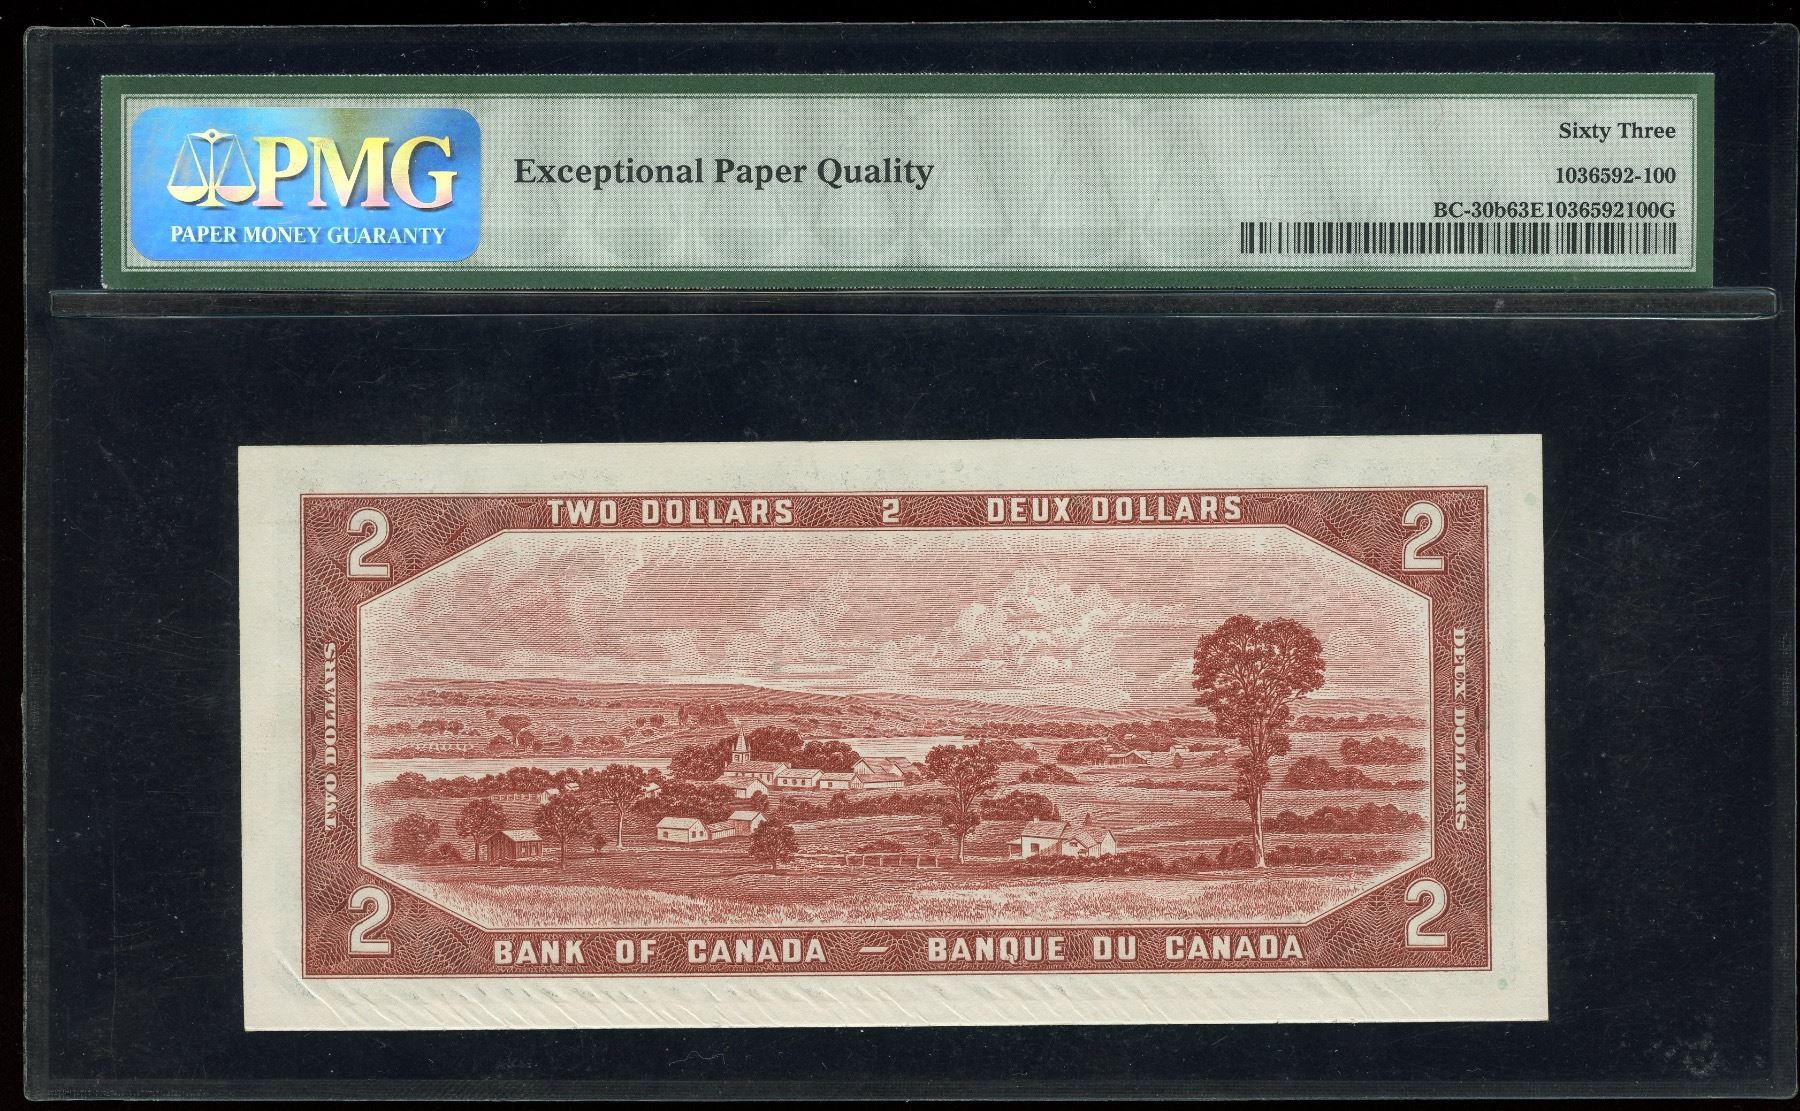 PMG
PAPER MONEY GUARANTY
Exceptional Paper Quality
Sixty Three
1036592-100
BC-30b63E1036592100G
TWO DOLLARS 2 DEUX DOLLARS
2
2
TWO DOLLARS
DEUX DOLLARS
2
2
BANK OF CANADA — BANQUE DU CANADA